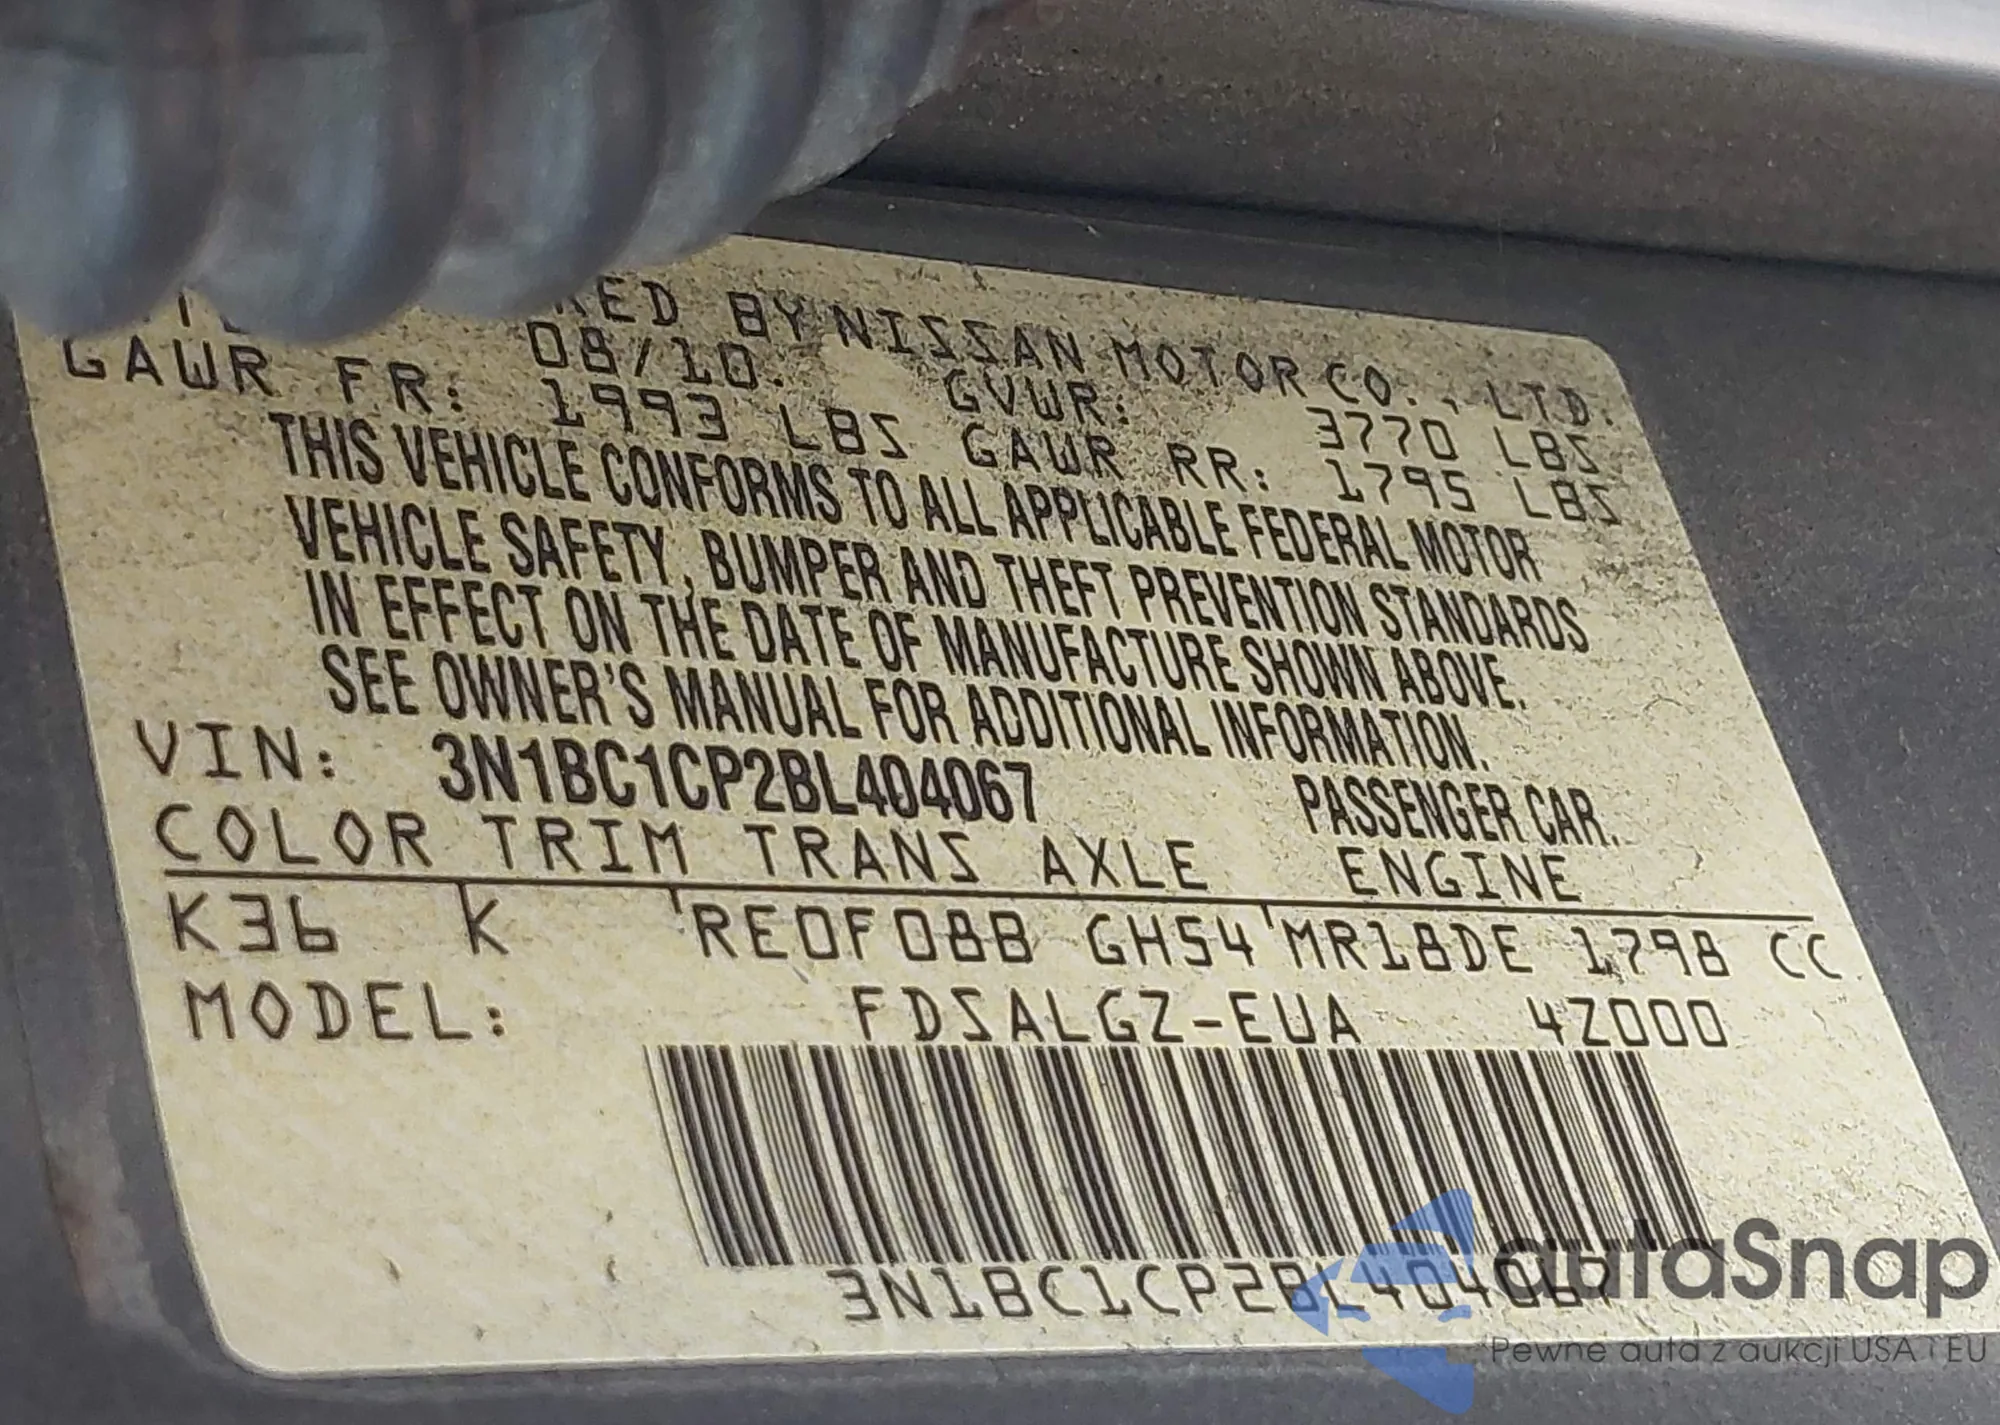 BY NISSAN MOTOR CO., LTD.
08/10. GVWR: 3770 LBS
GAWR FR: 1993 LBS GAWR RR: 1795 LBS
THIS VEHICLE CONFORMS TO ALL APPLICABLE FEDERAL MOTOR
VEHICLE SAFETY, BUMPER AND THEFT PREVENTION STANDARDS
IN EFFECT ON THE DATE OF MANUFACTURE SHOWN ABOVE.
SEE OWNER'S MANUAL FOR ADDITIONAL INFORMATION.
VIN: 3N1BC1CP2BL404067 PASSENGER CAR.
COLOR TRIM TRANS AXLE ENGINE
K36 K RE0F08B GH54 MR18DE 1798 CC
MODEL: FDSALGZ-EUA 4Z000
3N1BC1CP2BL404067
autaSnap
Pewne auta z aukcji USA i EU